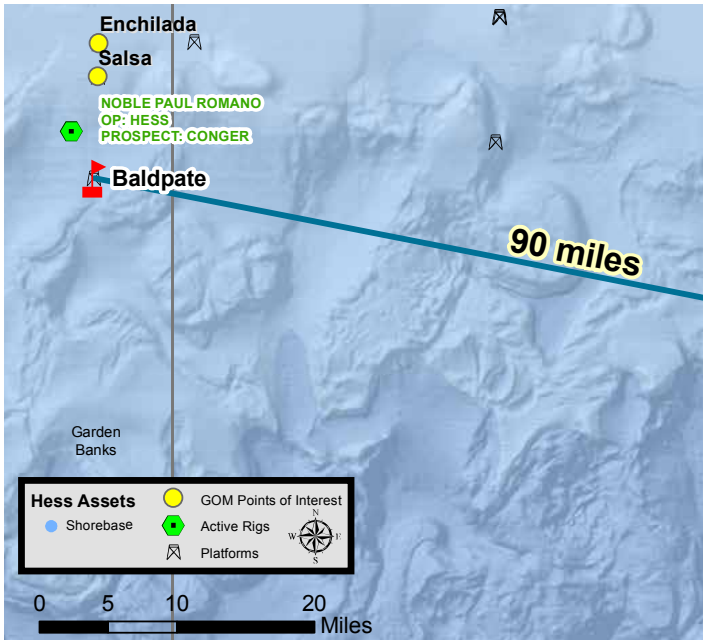 Enchilada
Salsa
NOBLE PAUL ROMANO
OP: HESS
PROSPECT: CONGER
Baldpate
90 miles
Garden
Banks
Hess Assets
Shorebase
GOM Points of Interest
Active Rigs
Platforms
N
W E
S
0 5 10 20
Miles